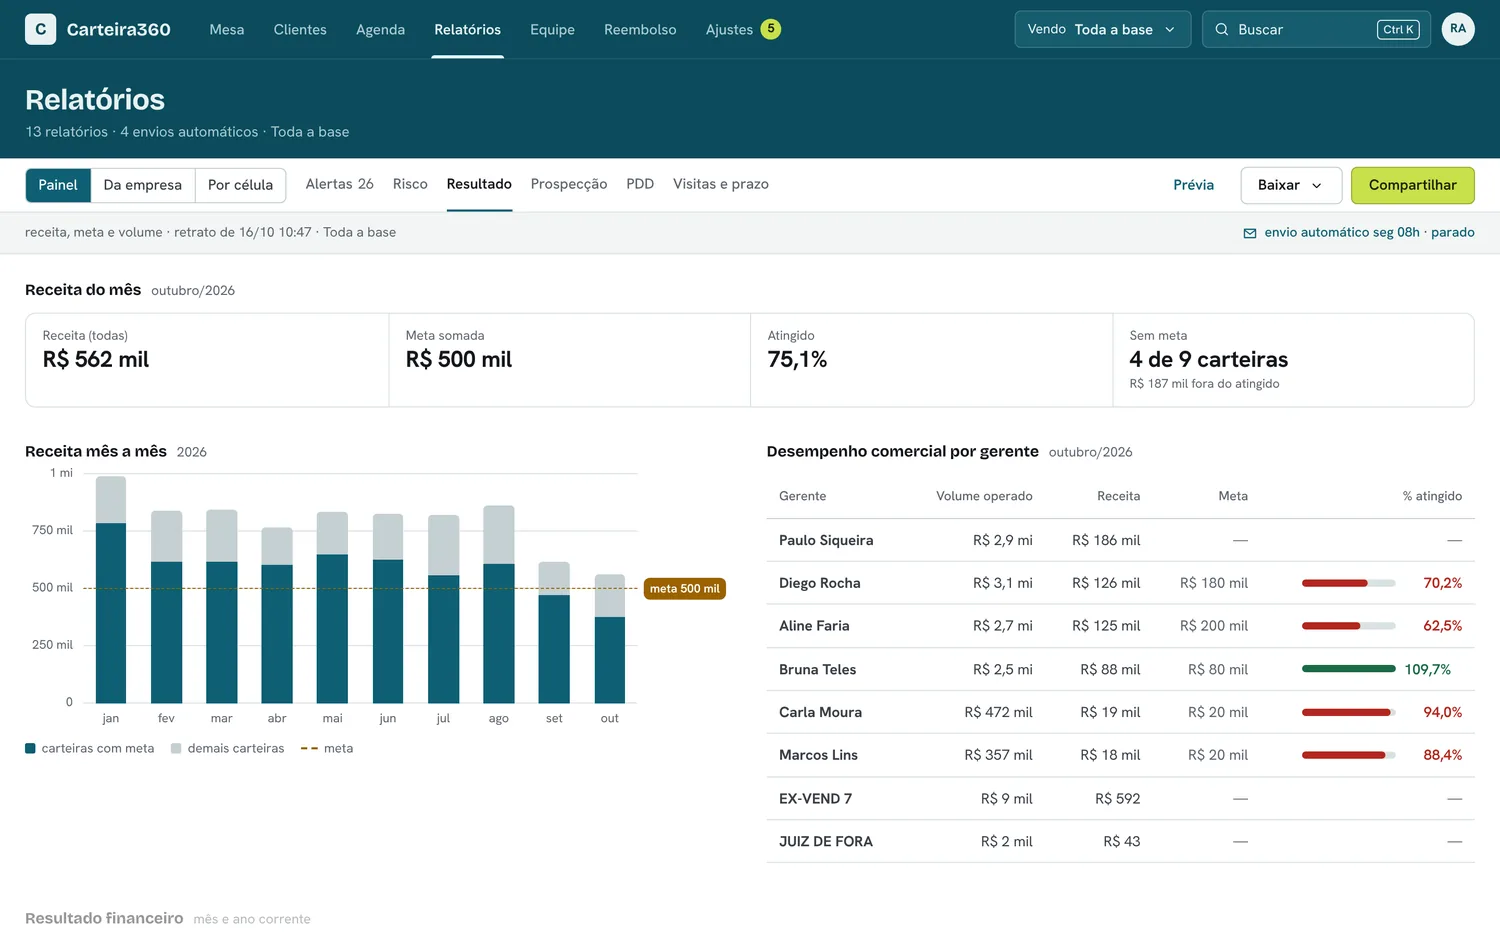 C Carteira360 Mesa Clientes Agenda Relatórios Equipe Reembolso Ajustes 5 Vendo Toda a base Buscar Ctrl K RA
Relatórios
13 relatórios · 4 envios automáticos · Toda a base
Painel Da empresa Por célula Alertas 26 Risco Resultado Prospecção PDD Visitas e prazo Prévia Baixar Compartilhar
receita, meta e volume · retrato de 16/10 10:47 · Toda a base envio automático seg 08h · parado
Receita do mês outubro/2026
Receita (todas)
R$ 562 mil
Meta somada
R$ 500 mil
Atingido
75,1%
Sem meta
4 de 9 carteiras
R$ 187 mil fora do atingido
Receita mês a mês 2026
1 mi
750 mil
500 mil
250 mil
0
meta 500 mil
jan fev mar abr mai jun jul ago set out
carteiras com meta demais carteiras meta
Desempenho comercial por gerente outubro/2026
Gerente Volume operado Receita Meta % atingido
Paulo Siqueira R$ 2,9 mi R$ 186 mil — —
Diego Rocha R$ 3,1 mi R$ 126 mil R$ 180 mil 70,2%
Aline Faria R$ 2,7 mi R$ 125 mil R$ 200 mil 62,5%
Bruna Teles R$ 2,5 mi R$ 88 mil R$ 80 mil 109,7%
Carla Moura R$ 472 mil R$ 19 mil R$ 20 mil 94,0%
Marcos Lins R$ 357 mil R$ 18 mil R$ 20 mil 88,4%
EX-VEND 7 R$ 9 mil R$ 592 — —
JUIZ DE FORA R$ 2 mil R$ 43 — —
Resultado financeiro mês e ano corrente